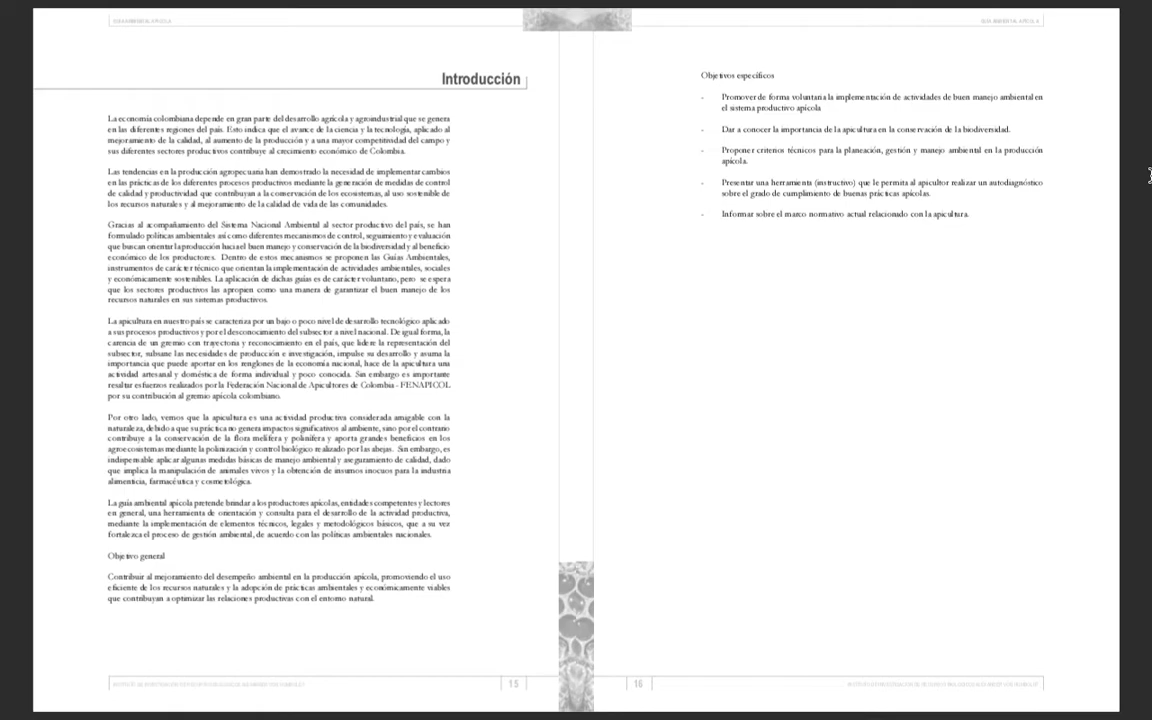 GUÍA AMBIENTAL APÍCOLA
Introducción
La economía colombiana depende en gran parte del desarrollo agrícola y agroindustrial que se genera
en las diferentes regiones del país. Esto indica que el avance de la ciencia y la tecnología, aplicado al
mejoramiento de la calidad, al aumento de la producción y a una mayor competitividad del campo y
sus diferentes sectores productivos contribuye al crecimiento económico de Colombia.
Las tendencias en la producción agropecuaria han demostrado la necesidad de implementar cambios
en las prácticas de los diferentes procesos productivos mediante la generación de medidas de control
de calidad y productividad que contribuyan a la conservación de los ecosistemas, al uso sostenible de
los recursos naturales y al mejoramiento de la calidad de vida de las comunidades.
Gracias al acompañamiento del Sistema Nacional Ambiental al sector productivo del país, se han
formulado políticas ambientales así como diferentes mecanismos de control, seguimiento y evaluación
que buscan orientar la producción hacia el buen manejo y conservación de la biodiversidad y al beneficio
económico de los productores. Dentro de estos mecanismos se proponen las Guías Ambientales,
instrumentos de carácter técnico que orientan la implementación de actividades ambientales, sociales
y económicamente sostenibles. La aplicación de dichas guías es de carácter voluntario, pero se espera
que los sectores productivos las apropien como una manera de garantizar el buen manejo de los
recursos naturales en sus sistemas productivos.
La apicultura en nuestro país se caracteriza por un bajo o poco nivel de desarrollo tecnológico aplicado
a sus procesos productivos y por el desconocimiento del subsector a nivel nacional. De igual forma, la
carencia de un gremio con trayectoria y reconocimiento en el país, que lidere la representación del
subsector, subsane las necesidades de producción e investigación, impulse su desarrollo y asuma la
importancia que puede aportar en los renglones de la economía nacional, hace de la apicultura una
actividad artesanal y doméstica de forma individual y poco conocida. Sin embargo es importante
resaltar esfuerzos realizados por la Federación Nacional de Apicultores de Colombia - FENAPICOL
por su contribución al gremio apícola colombiano.
Por otro lado, vemos que la apicultura es una actividad productiva considerada amigable con la
naturaleza, debido a que su práctica no genera impactos significativos al ambiente, sino por el contrario
contribuye a la conservación de la flora melífera y polinífera y aporta grandes beneficios en los
agroecosistemas mediante la polinización y control biológico realizado por las abejas. Sin embargo, es
indispensable aplicar algunas medidas básicas de manejo ambiental y aseguramiento de calidad, dado
que implica la manipulación de animales vivos y la obtención de insumos inocuos para la industria
alimenticia, farmacéutica y cosmetológica.
La guía ambiental apícola pretende brindar a los productores apícolas, entidades competentes y lectores
en general, una herramienta de orientación y consulta para el desarrollo de la actividad productiva,
mediante la implementación de elementos técnicos, legales y metodológicos básicos, que a su vez
fortalezca el proceso de gestión ambiental, de acuerdo con las políticas ambientales nacionales.
Objetivo general
Contribuir al mejoramiento del desempeño ambiental en la producción apícola, promoviendo el uso
eficiente de los recursos naturales y la adopción de prácticas ambientales y económicamente viables
que contribuyan a optimizar las relaciones productivas con el entorno natural.
15
GUÍA AMBIENTAL APÍCOLA
Objetivos específicos
- Promover de forma voluntaria la implementación de actividades de buen manejo ambiental en
el sistema productivo apícola
- Dar a conocer la importancia de la apicultura en la conservación de la biodiversidad.
- Proponer criterios técnicos para la planeación, gestión y manejo ambiental en la producción
apícola.
- Presentar una herramienta (instructivo) que le permita al apicultor realizar un autodiagnóstico
sobre el grado de cumplimiento de buenas prácticas apícolas.
- Informar sobre el marco normativo actual relacionado con la apicultura.
16